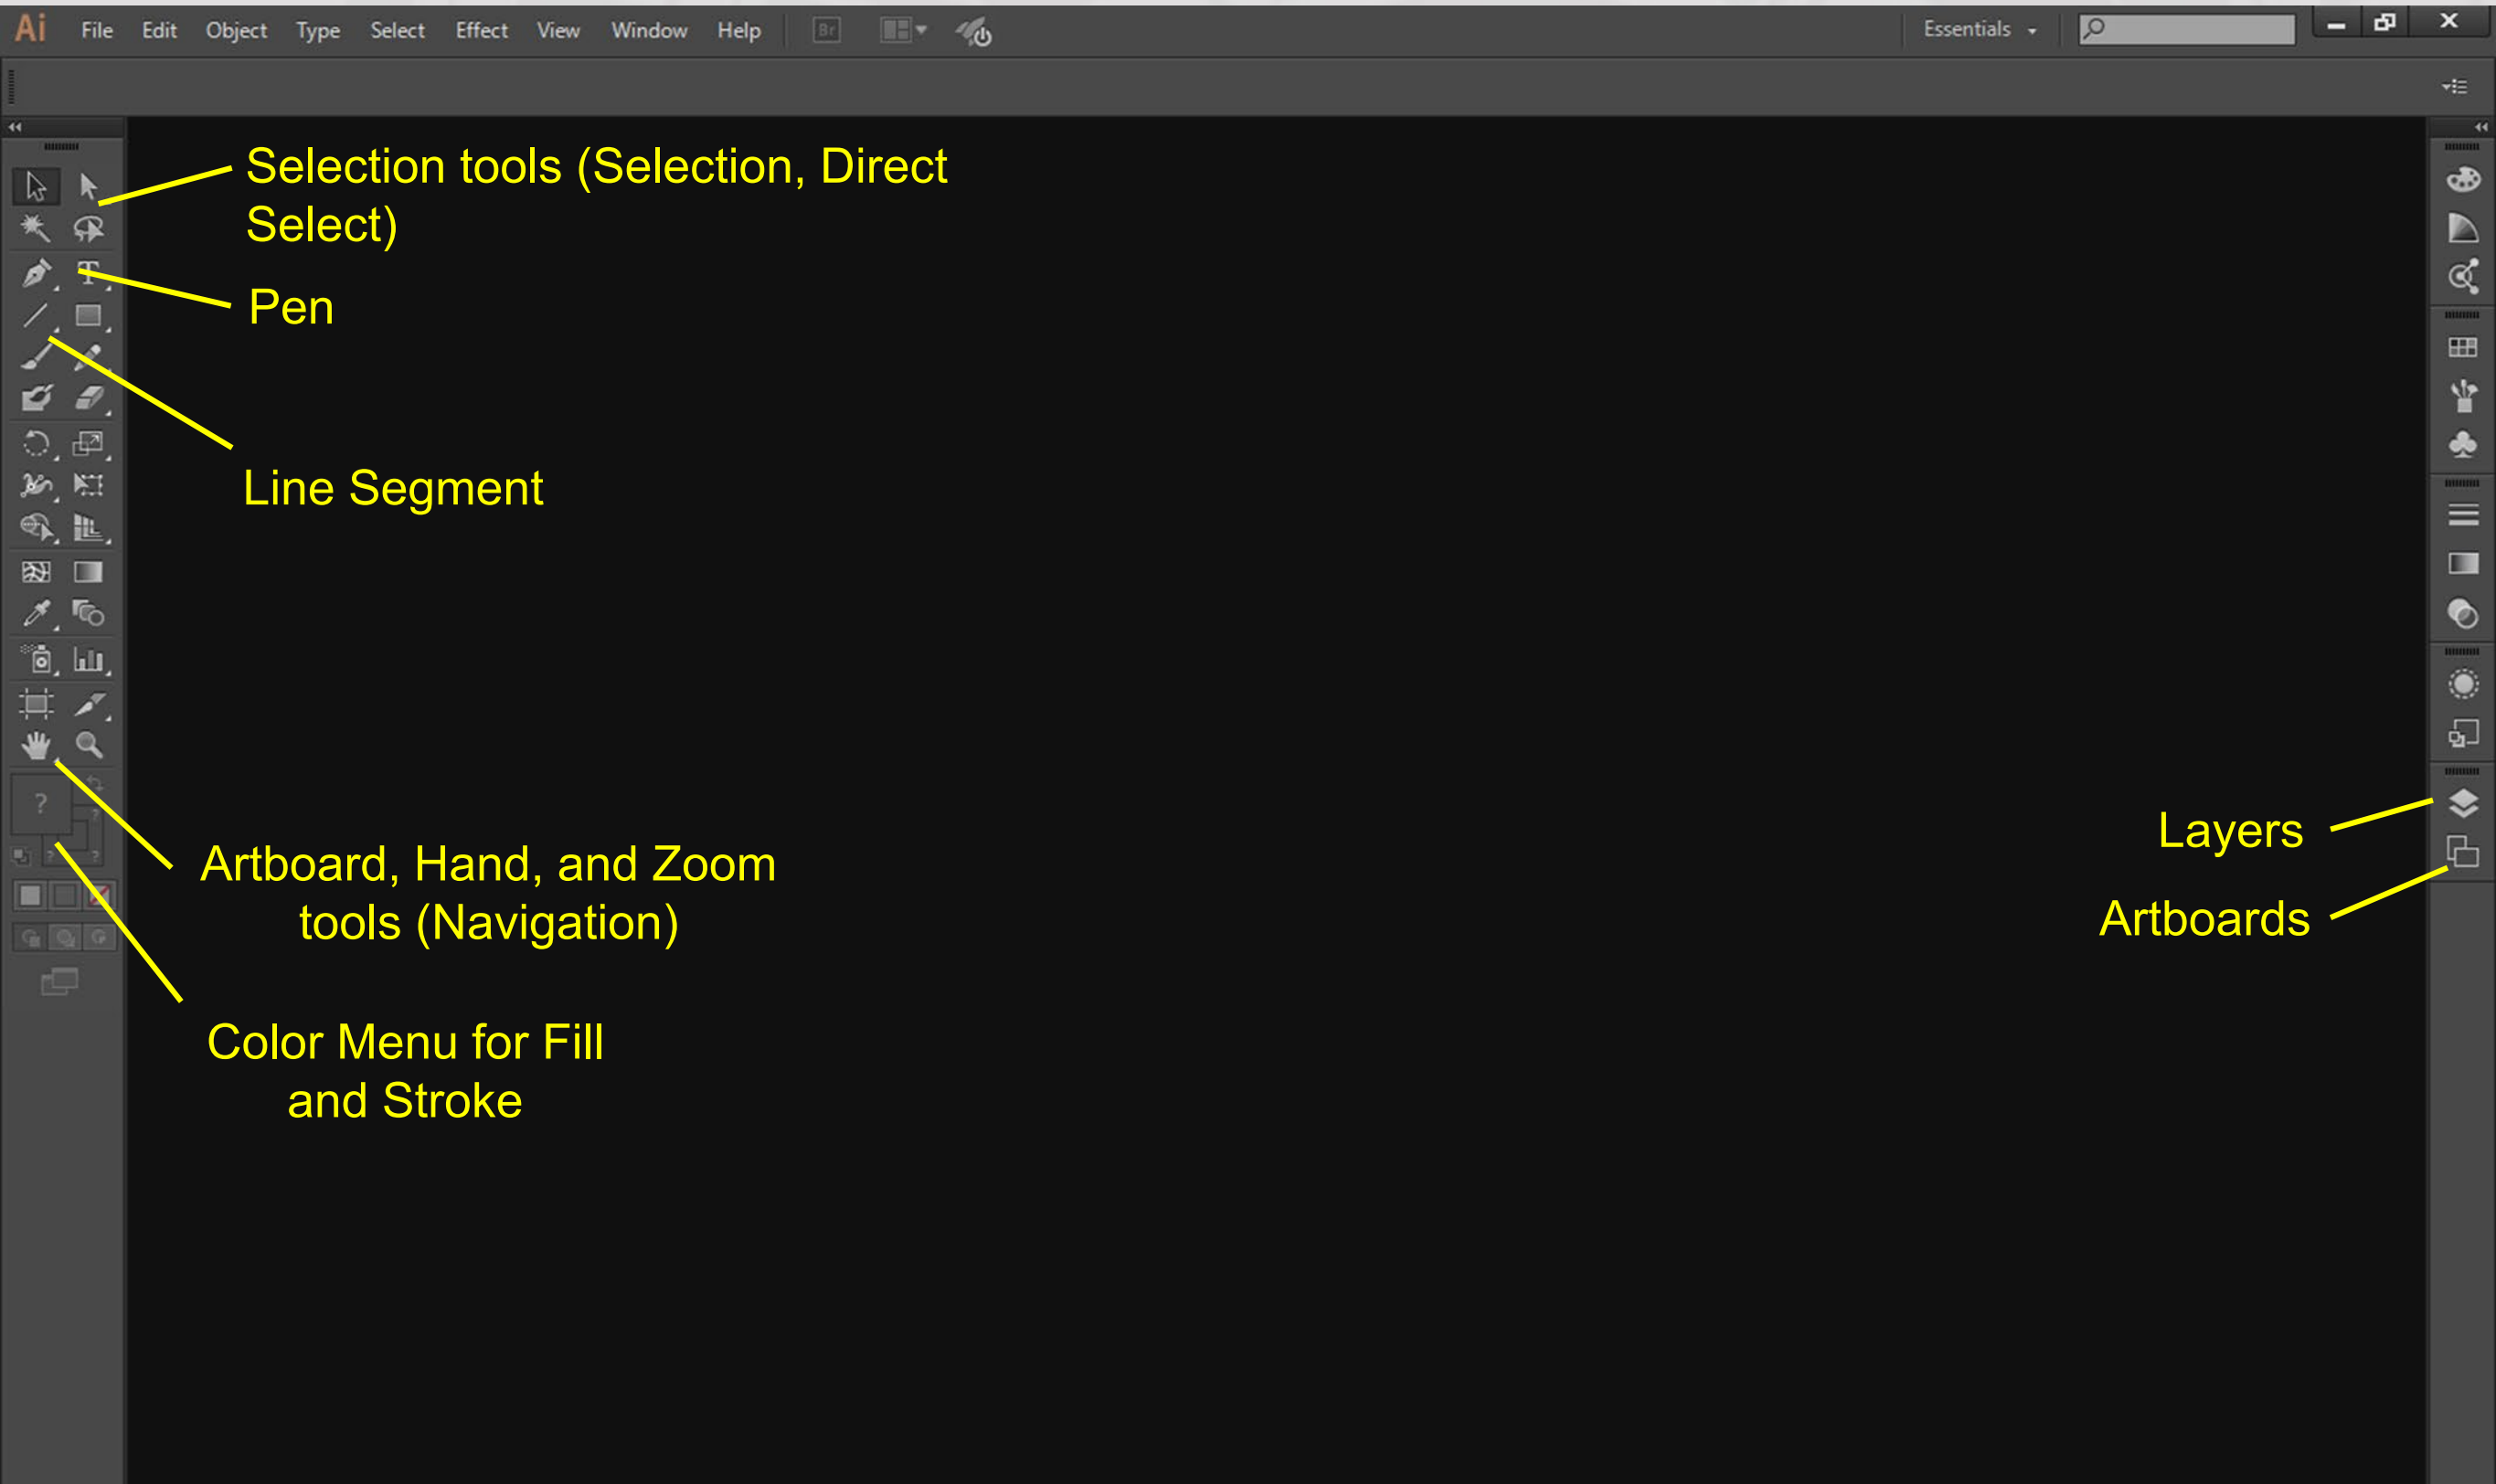 Ai File Edit Object Type Select Effect View Window Help Br Essentials
Selection tools (Selection, Direct
Select)
T
Pen
Line Segment
?
?
? ?
Layers
Artboard, Hand, and Zoom
tools (Navigation)
Artboards
Color Menu for Fill
and Stroke